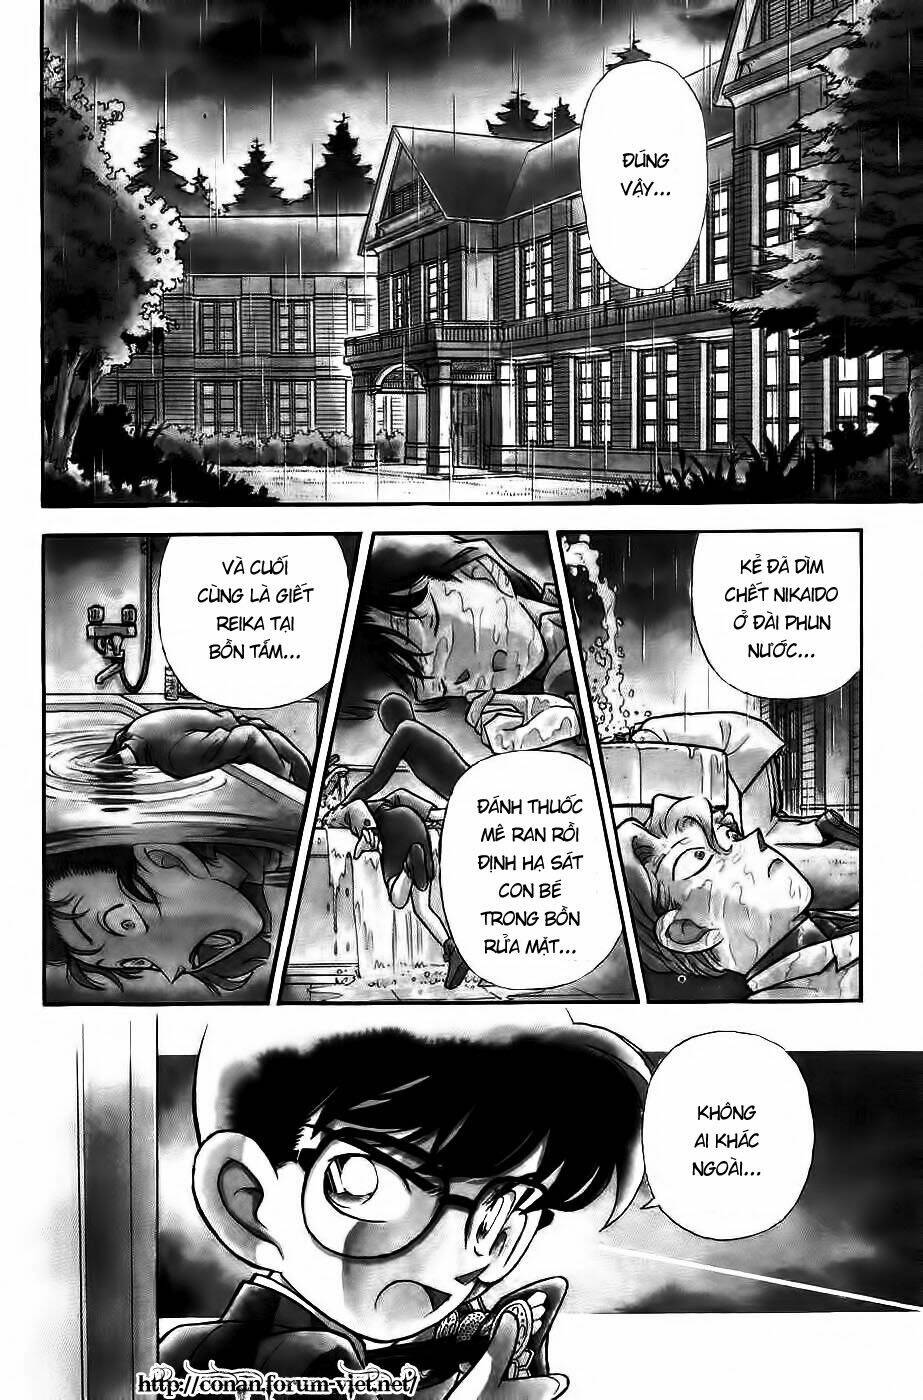 ĐÚNG
VẬY...
KẺ ĐÃ DÌM
CHẾT NIKAIDO
Ở ĐÀI PHUN
NƯỚC...
ĐÁNH THUỐC
MÊ RAN RỒI
ĐỊNH HẠ SÁT
CON BÉ
TRONG BỒN
RỬA MẶT...
VÀ CUỐI
CÙNG LÀ GIẾT
REIKA TẠI
BỒN TẮM...
KHÔNG
AI KHÁC
NGOÀI...
http://conan.forum-viet.net/